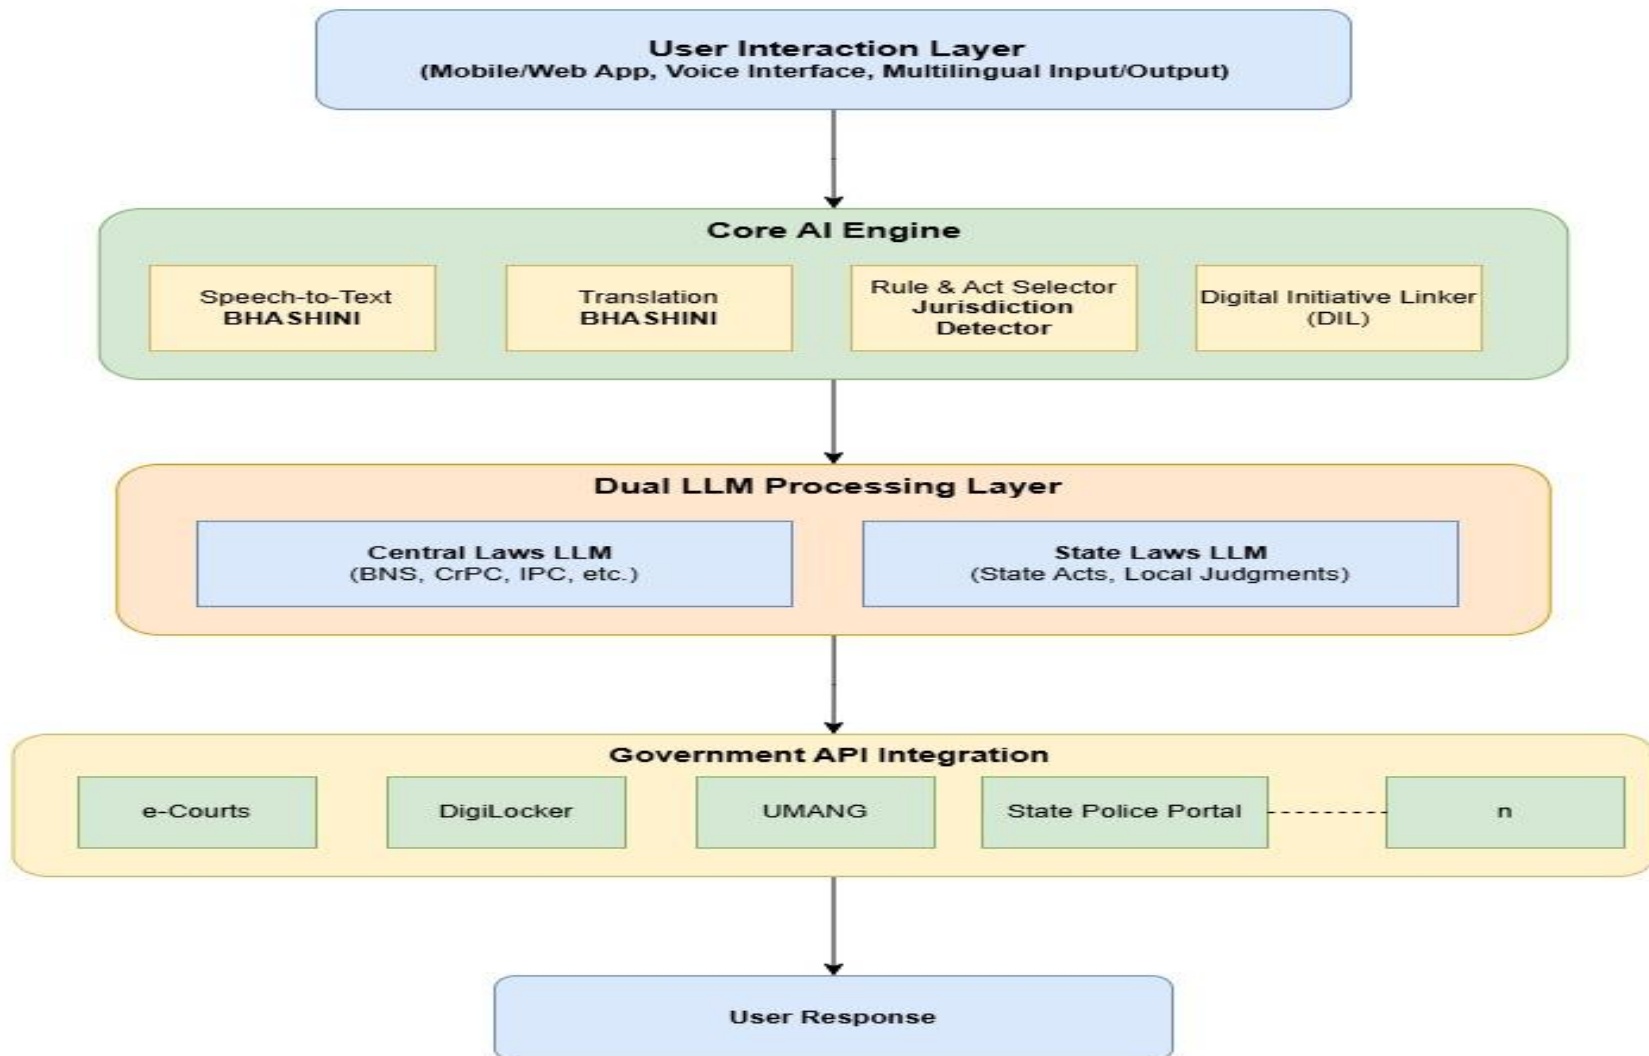 User Interaction Layer
(Mobile/Web App, Voice Interface, Multilingual Input/Output)
Core AI Engine
Speech-to-Text
BHASHINI
Translation
BHASHINI
Rule & Act Selector
Jurisdiction
Detector
Digital Initiative Linker
(DIL)
Dual LLM Processing Layer
Central Laws LLM
(BNS, CrPC, IPC, etc.)
State Laws LLM
(State Acts, Local Judgments)
Government API Integration
e-Courts
DigiLocker
UMANG
State Police Portal
n
User Response